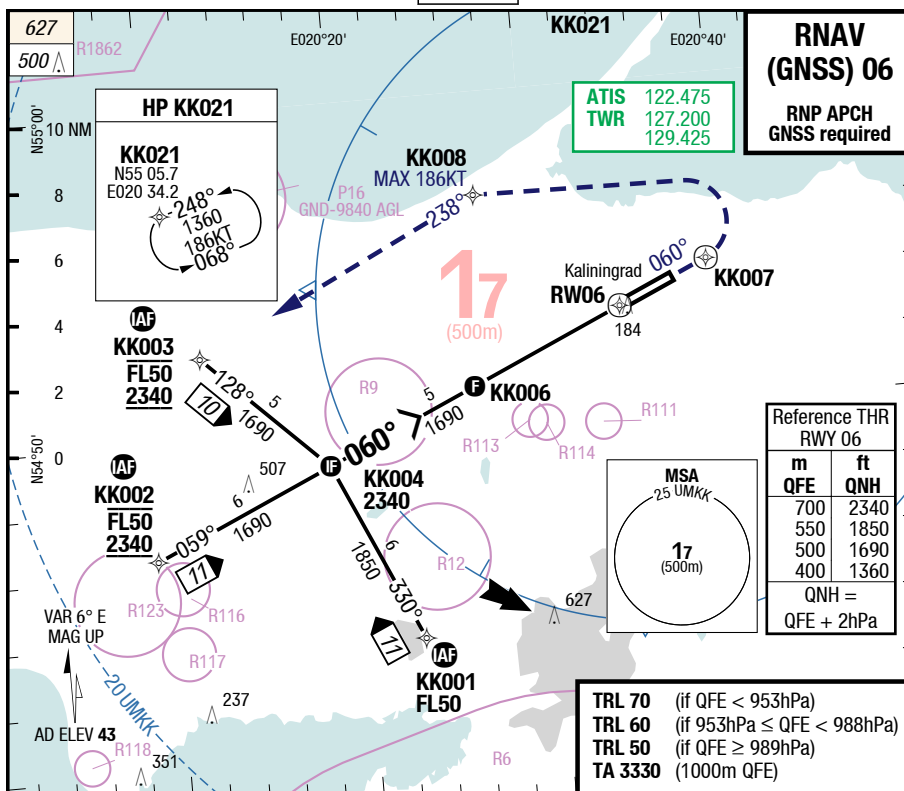 627
500
R1862
E020°20'
KK021
E020°40'
RNAV
(GNSS) 06
RNP APCH
GNSS required
ATIS 122.475
TWR 127.200
129.425
N55°00'
10 NM
8
6
4
2
0
N54°50'
HP KK021
KK021
N55 05.7
E020 34.2
248°
1360
186KT
068°
P16
GND-9840 AGL
KK008
MAX 186KT
238°
17
(500m)
Kaliningrad
RW06
060°
KK007
184
IAF
KK003
FL50
2340
128°
5
10
1690
R9
060°
5
1690
F
KK006
R113
R114
R111
IF
KK004
2340
507
IAF
KK002
FL50
2340
059°
6
1690
11
R123
R116
R117
6
1850
330°
11
R12
627
IAF
KK001
FL50
MSA
25 UMKK
17
(500m)
Reference THR
RWY 06
m ft
QFE QNH
700 2340
550 1850
500 1690
400 1360
QNH =
QFE + 2hPa
VAR 6° E
MAG UP
AD ELEV 43
20 UMKK
237
R118
351
R6
TRL 70 (if QFE < 953hPa)
TRL 60 (if 953hPa ≤ QFE < 988hPa)
TRL 50 (if QFE ≥ 989hPa)
TA 3330 (1000m QFE)